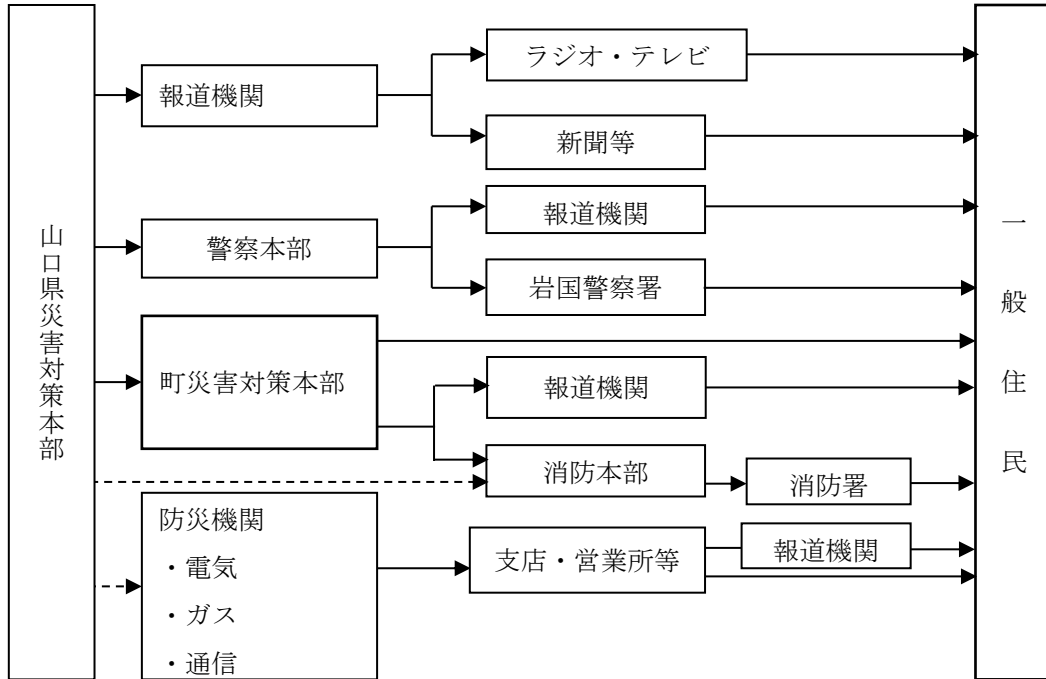 山口県災害対策本部
報道機関
ラジオ・テレビ
新聞等
警察本部
報道機関
岩国警察署
町災害対策本部
報道機関
消防本部
消防署
防災機関
・電気
・ガス
・通信
支店・営業所等
報道機関
一般住民